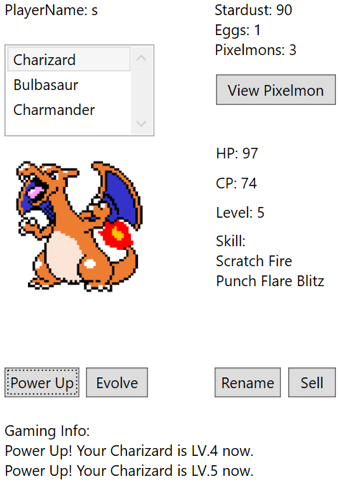 PlayerName: s
Stardust: 90
Eggs: 1
Pixelmons: 3
Charizard
Bulbasaur
Charmander
View Pixelmon
HP: 97
CP: 74
Level: 5
Skill:
Scratch Fire
Punch Flare Blitz
Power Up
Evolve
Rename
Sell
Gaming Info:
Power Up! Your Charizard is LV.4 now.
Power Up! Your Charizard is LV.5 now.